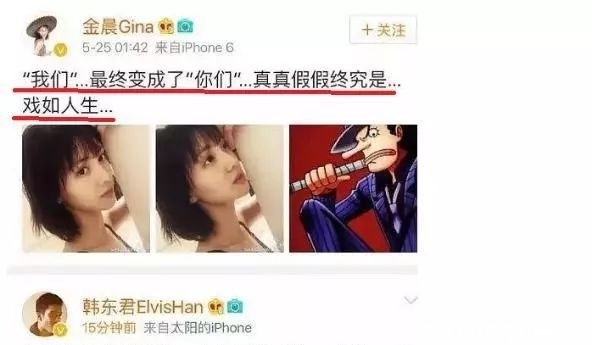 金晨Gina
5-25 01:42 来自iPhone 6
+关注
“我们”...最终变成了“你们”...真真假假终究是...
戏如人生...
韩东君ElvisHan
15分钟前 来自太阳的iPhone